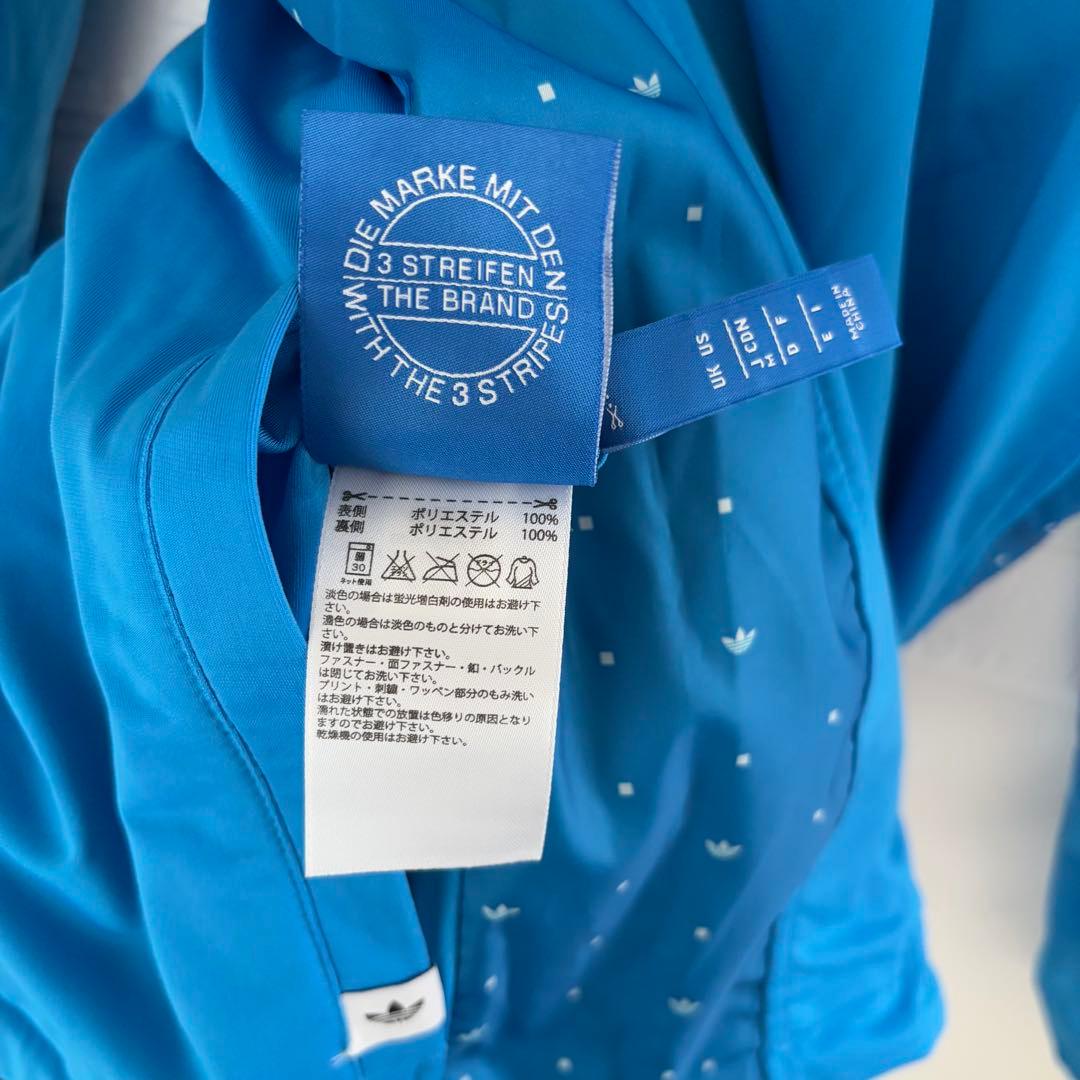 DIE MARKE MIT DEN
3 STREIFEN
THE BRAND
WITH THE 3 STRIPES
UK US
J CDN
M
D F
E I
MADE IN
CHINA
表側 ポリエステル 100%
裏側 ポリエステル 100%
30
ネット使用
淡色の場合は蛍光増白剤の使用はお避け下
さい。
濃色の場合は淡色のものと分けてお洗い下
さい。
漬け置きはお避け下さい。
ファスナー・面ファスナー・釦・バックル
は閉じてお洗い下さい。
プリント・刺繍・ワッペン部分のもみ洗い
はお避け下さい。
濡れた状態での放置は色移りの原因となり
ますのでお避け下さい。
乾燥機の使用はお避け下さい。